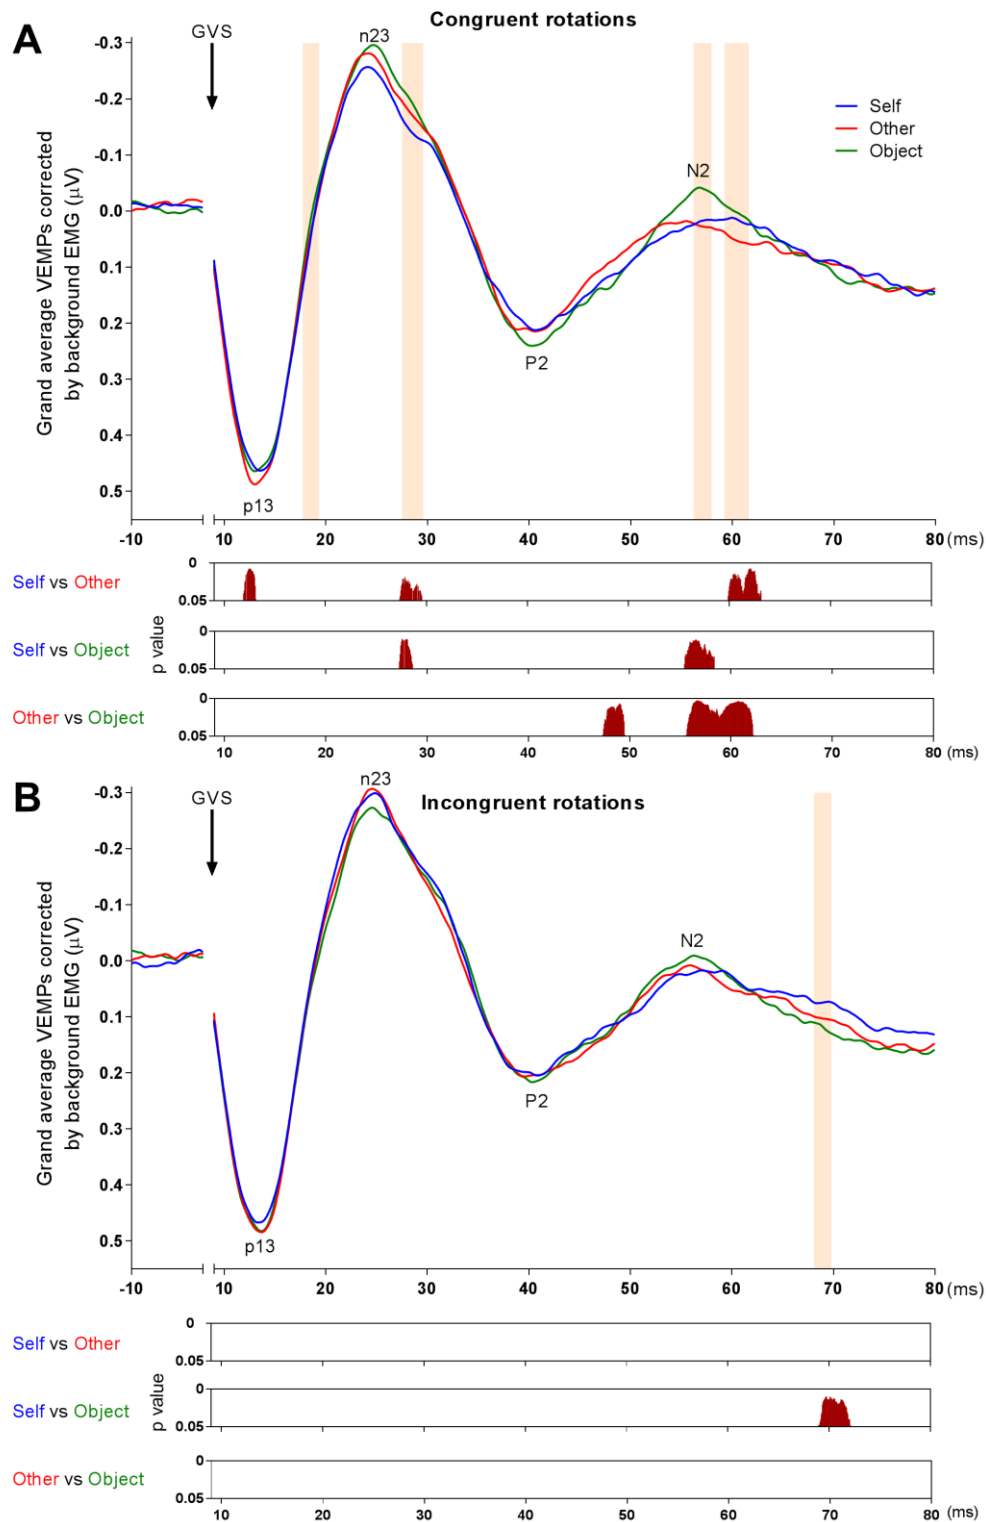 A
Congruent rotations
GVS
n23
-0.3
-0.2
-0.1
0.0
0.1
0.2
0.3
0.4
0.5
Grand average VEMPs corrected
by background EMG (µV)
Self
Other
Object
N2
P2
p13
-10 10 20 30 40 50 60 70 80 (ms)
Self vs Other
0
0.05
Self vs Object
0
0.05
p value
Other vs Object
0
0.05
10 20 30 40 50 60 70 80 (ms)
B
Incongruent rotations
GVS
n23
-0.3
-0.2
-0.1
0.0
0.1
0.2
0.3
0.4
0.5
Grand average VEMPs corrected
by background EMG (µV)
N2
P2
p13
-10 10 20 30 40 50 60 70 80 (ms)
Self vs Other
0
0.05
Self vs Object
0
0.05
p value
Other vs Object
0
0.05
10 20 30 40 50 60 70 80 (ms)